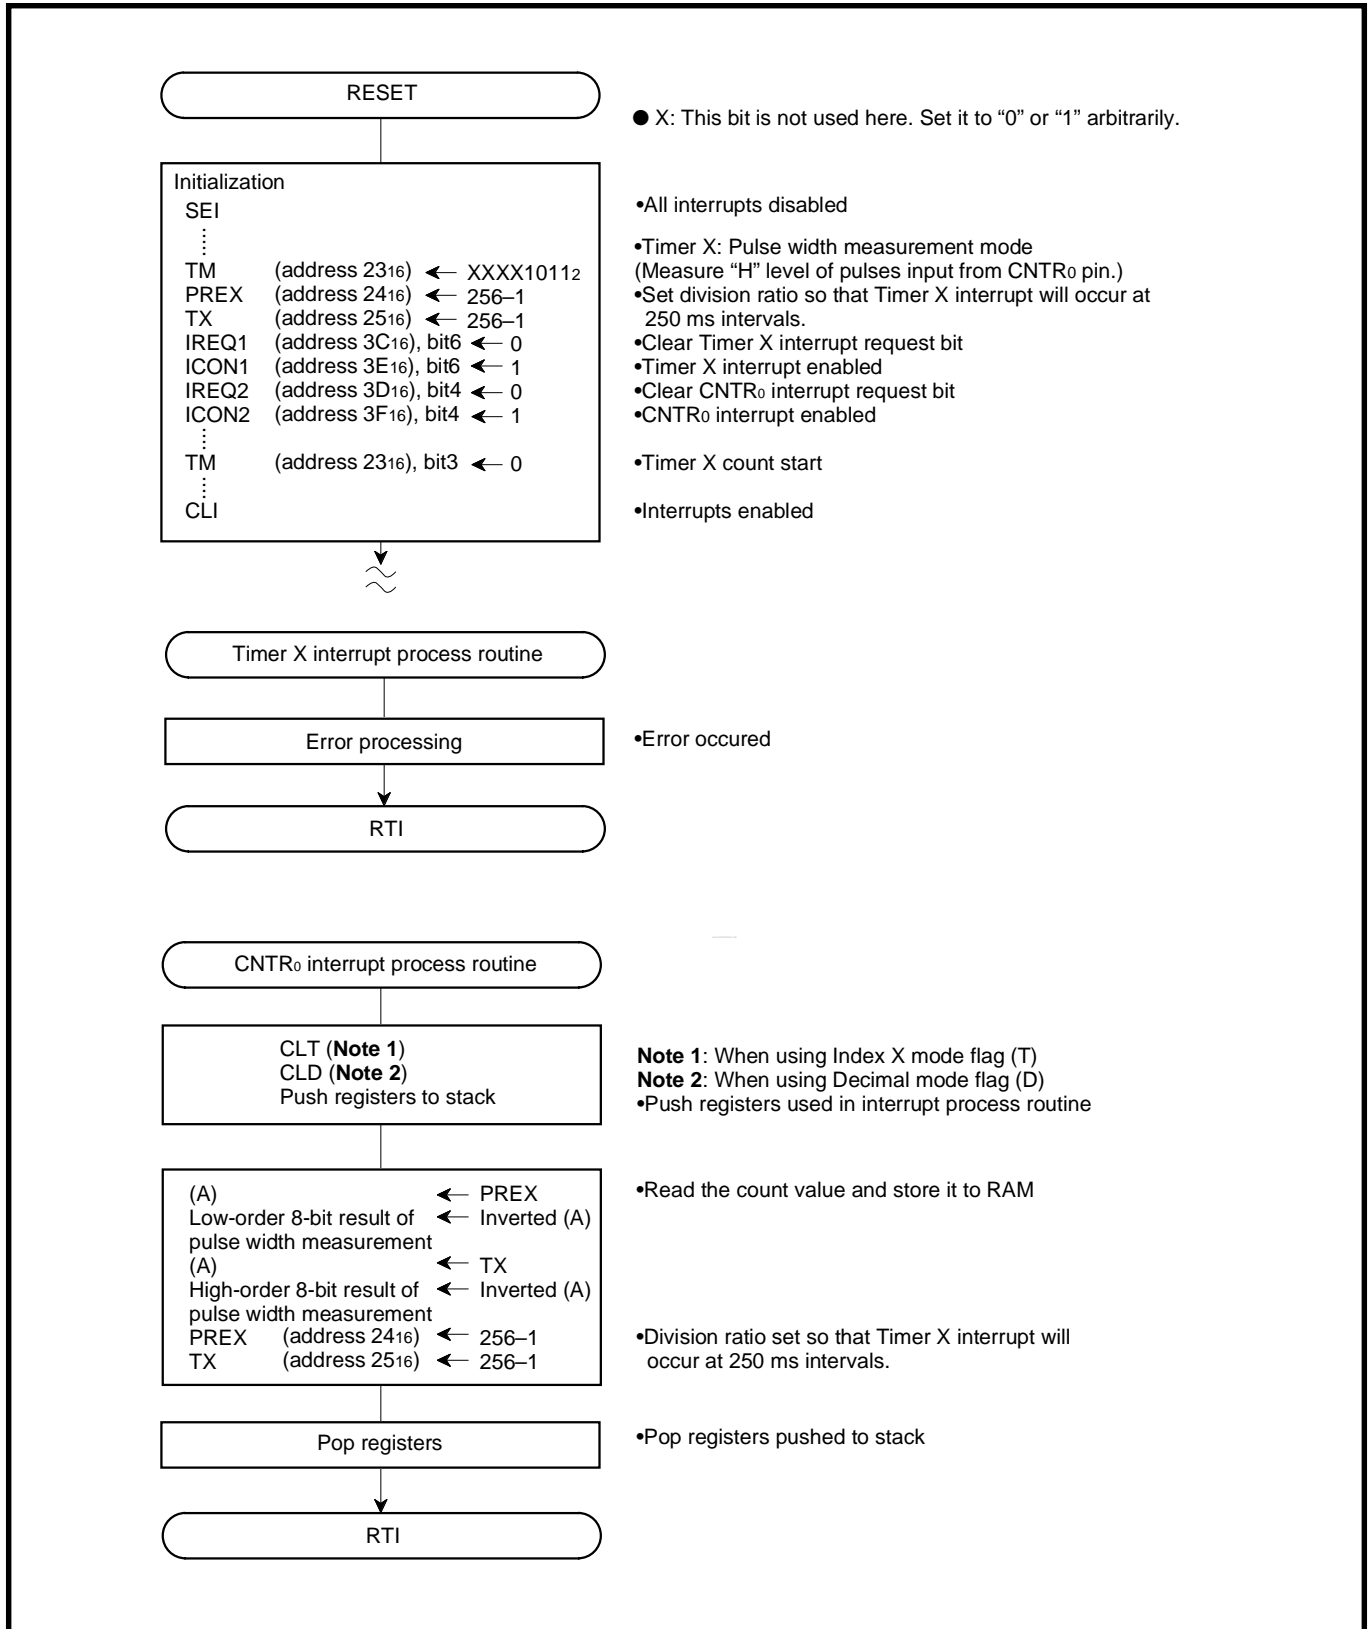 RESET
● X: This bit is not used here. Set it to “0” or “1” arbitrarily.
Initialization
SEI
•All interrupts disabled
•Timer X: Pulse width measurement mode
TM (address 2316) ← XXXX10112
(Measure “H” level of pulses input from CNTR0 pin.)
PREX (address 2416) ← 256–1
•Set division ratio so that Timer X interrupt will occur at
TX (address 2516) ← 256–1
250 ms intervals.
IREQ1 (address 3C16), bit6 ← 0
•Clear Timer X interrupt request bit
ICON1 (address 3E16), bit6 ← 1
•Timer X interrupt enabled
IREQ2 (address 3D16), bit4 ← 0
•Clear CNTR0 interrupt request bit
ICON2 (address 3F16), bit4 ← 1
•CNTR0 interrupt enabled
TM (address 2316), bit3 ← 0
•Timer X count start
CLI
•Interrupts enabled
Timer X interrupt process routine
Error processing
•Error occured
RTI
CNTR0 interrupt process routine
CLT (Note 1)
CLD (Note 2)
Push registers to stack
Note 1: When using Index X mode flag (T)
Note 2: When using Decimal mode flag (D)
•Push registers used in interrupt process routine
(A) ← PREX
•Read the count value and store it to RAM
Low-order 8-bit result of ← Inverted (A)
pulse width measurement
(A) ← TX
High-order 8-bit result of ← Inverted (A)
pulse width measurement
PREX (address 2416) ← 256–1
•Division ratio set so that Timer X interrupt will
TX (address 2516) ← 256–1
occur at 250 ms intervals.
Pop registers
•Pop registers pushed to stack
RTI